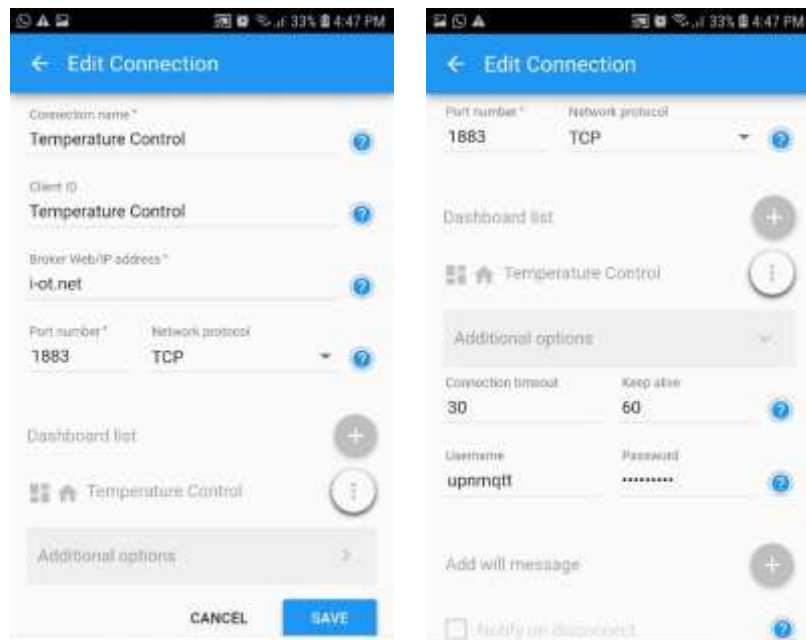 33% 4:47 PM
Edit Connection
Connection name *
Temperature Control
Client ID
Temperature Control
Broker Web/IP address *
i-ot.net
Port number * Network protocol
1883 TCP
Dashboard list
Temperature Control
Additional options
CANCEL SAVE
33% 4:47 PM
Edit Connection
Port number * Network protocol
1883 TCP
Dashboard list
Temperature Control
Additional options
Connection timeout Keep alive
30 60
Username Password
upnmqtt •••••••••
Add will message
Notify on disconnect